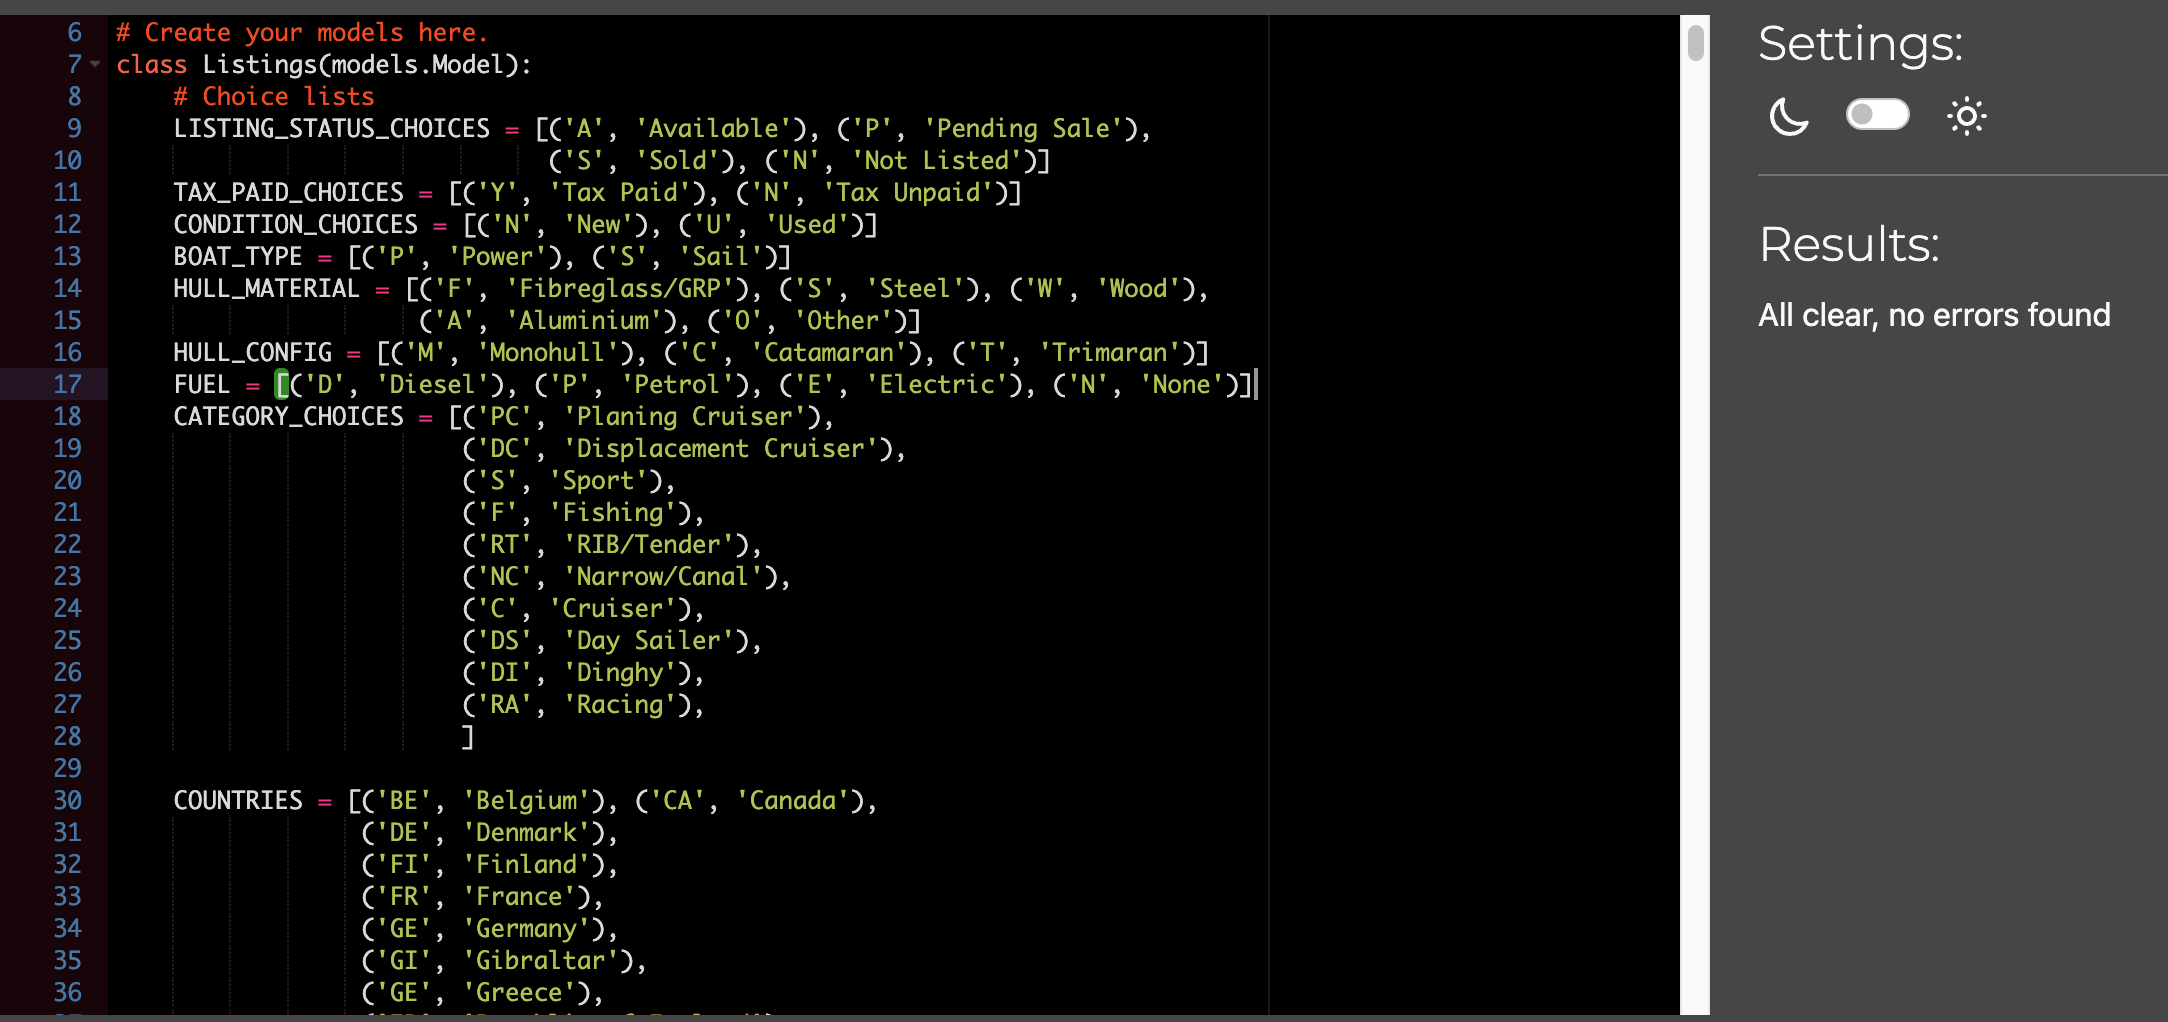 6 # Create your models here.
7 class Listings(models.Model):
8 # Choice lists
9 LISTING_STATUS_CHOICES = [('A', 'Available'), ('P', 'Pending Sale'),
10 ('S', 'Sold'), ('N', 'Not Listed')]
11 TAX_PAID_CHOICES = [('Y', 'Tax Paid'), ('N', 'Tax Unpaid')]
12 CONDITION_CHOICES = [('N', 'New'), ('U', 'Used')]
13 BOAT_TYPE = [('P', 'Power'), ('S', 'Sail')]
14 HULL_MATERIAL = [('F', 'Fibreglass/GRP'), ('S', 'Steel'), ('W', 'Wood'),
15 ('A', 'Aluminium'), ('O', 'Other')]
16 HULL_CONFIG = [('M', 'Monohull'), ('C', 'Catamaran'), ('T', 'Trimaran')]
17 FUEL = [('D', 'Diesel'), ('P', 'Petrol'), ('E', 'Electric'), ('N', 'None')]
18 CATEGORY_CHOICES = [('PC', 'Planing Cruiser'),
19 ('DC', 'Displacement Cruiser'),
20 ('S', 'Sport'),
21 ('F', 'Fishing'),
22 ('RT', 'RIB/Tender'),
23 ('NC', 'Narrow/Canal'),
24 ('C', 'Cruiser'),
25 ('DS', 'Day Sailer'),
26 ('DI', 'Dinghy'),
27 ('RA', 'Racing'),
28 ]
29
30 COUNTRIES = [('BE', 'Belgium'), ('CA', 'Canada'),
31 ('DE', 'Denmark'),
32 ('FI', 'Finland'),
33 ('FR', 'France'),
34 ('GE', 'Germany'),
35 ('GI', 'Gibraltar'),
36 ('GE', 'Greece'),
Settings:
Results:
All clear, no errors found